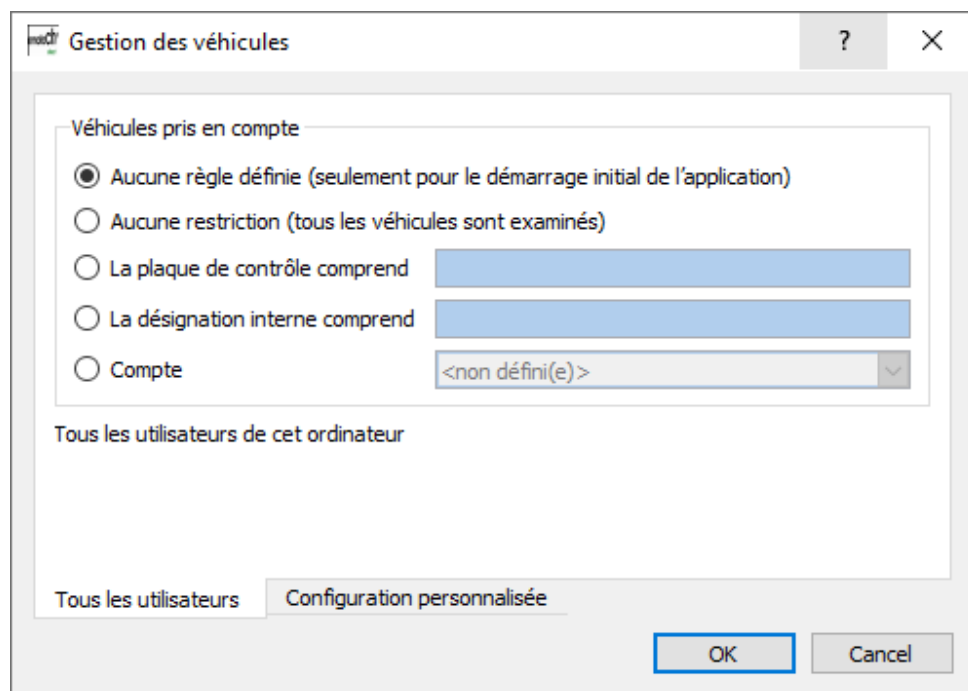 Gestion des véhicules
?
Véhicules pris en compte
Aucune règle définie (seulement pour le démarrage initial de l'application)
Aucune restriction (tous les véhicules sont examinés)
La plaque de contrôle comprend
La désignation interne comprend
Compte <non défini(e)>
Tous les utilisateurs de cet ordinateur
Tous les utilisateurs Configuration personnalisée
OK Cancel